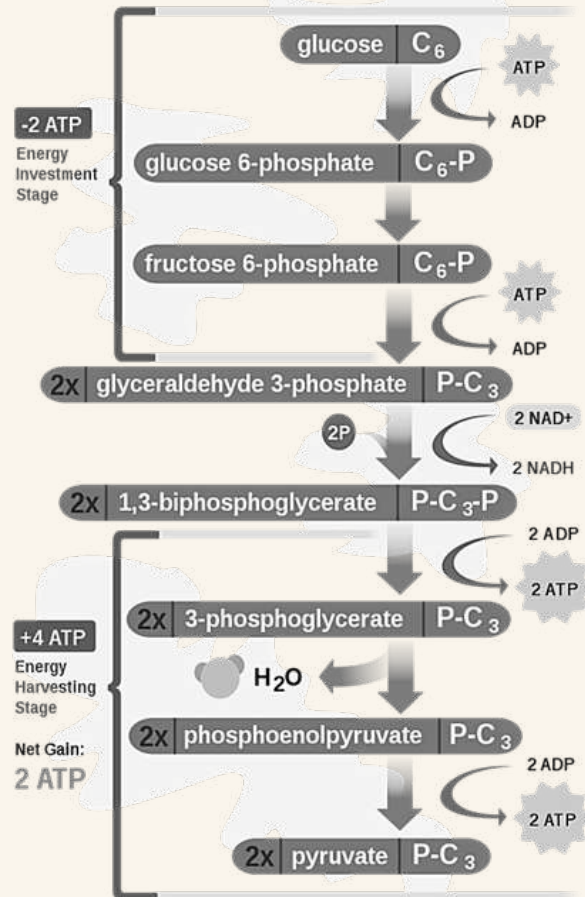 glucose C6
ATP
ADP
-2 ATP
Energy
Investment
Stage
glucose 6-phosphate C6-P
fructose 6-phosphate C6-P
ATP
ADP
2x glyceraldehyde 3-phosphate P-C3
2P
2 NAD+
2 NADH
2x 1,3-biphosphoglycerate P-C3-P
2 ADP
2 ATP
2x 3-phosphoglycerate P-C3
+4 ATP
Energy
Harvesting
Stage
Net Gain:
2 ATP
H2O
2x phosphoenolpyruvate P-C3
2 ADP
2 ATP
2x pyruvate P-C3